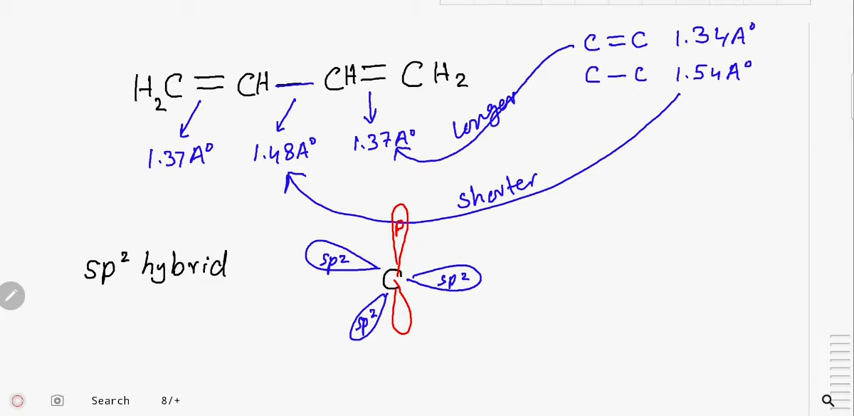 C = C 1.34A°
H₂C = CH — CH = CH₂
C — C 1.54A°
longer
1.37A° 1.48A° 1.37A°
shorter
P
sp² hybrid
sp²
C
sp²
sp²
Search 8/+